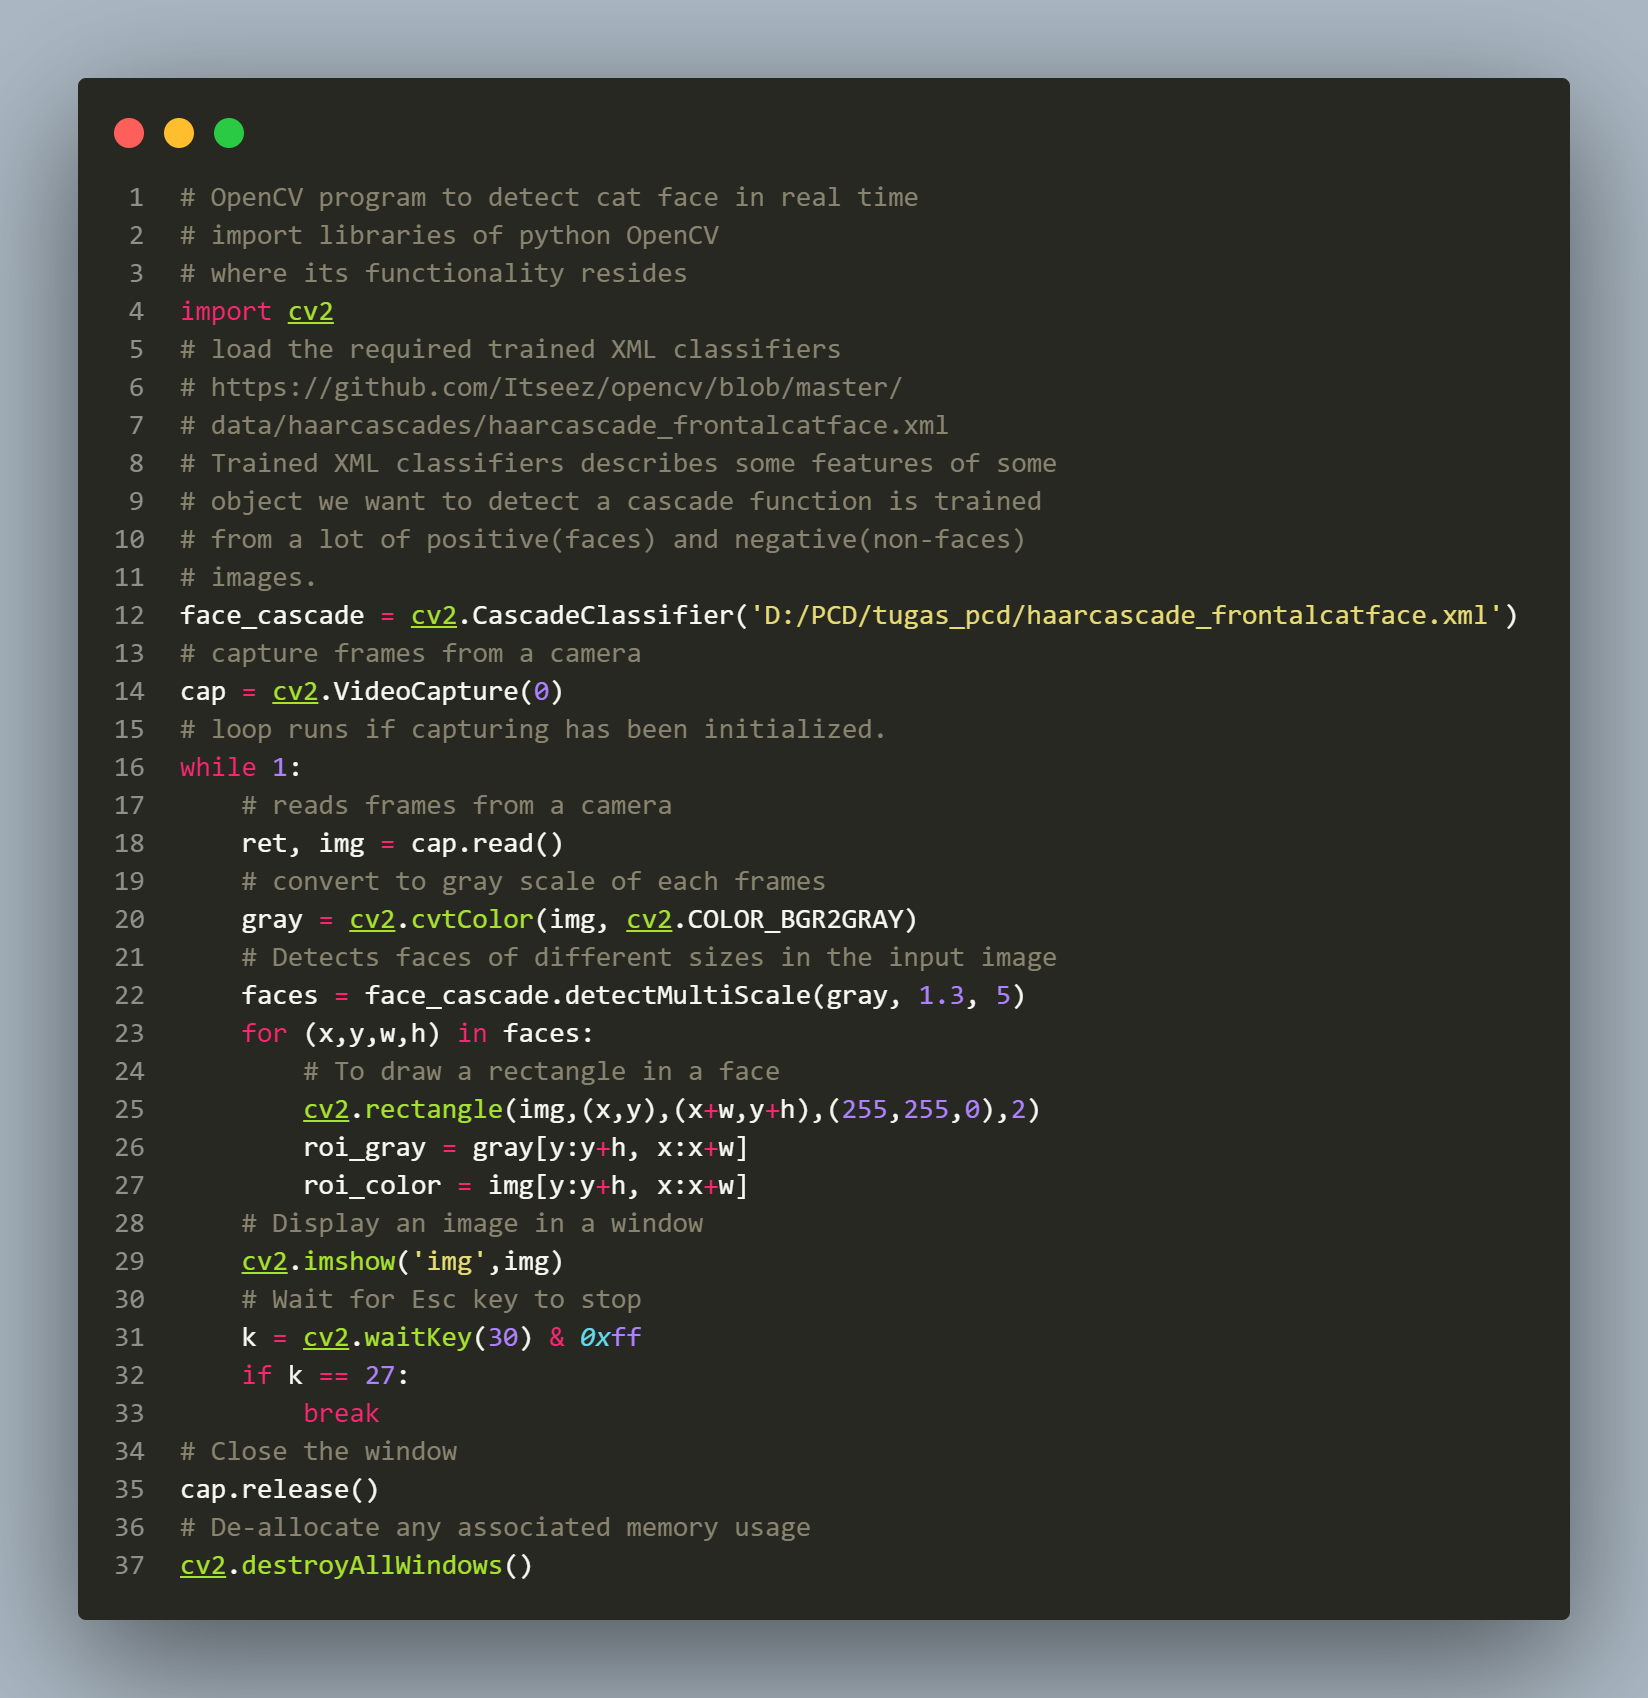 1 # OpenCV program to detect cat face in real time
2 # import libraries of python OpenCV
3 # where its functionality resides
4 import cv2
5 # load the required trained XML classifiers
6 # https://github.com/Itseez/opencv/blob/master/
7 # data/haarcascades/haarcascade_frontalcatface.xml
8 # Trained XML classifiers describes some features of some
9 # object we want to detect a cascade function is trained
10 # from a lot of positive(faces) and negative(non-faces)
11 # images.
12 face_cascade = cv2.CascadeClassifier('D:/PCD/tugas_pcd/haarcascade_frontalcatface.xml')
13 # capture frames from a camera
14 cap = cv2.VideoCapture(0)
15 # loop runs if capturing has been initialized.
16 while 1:
17     # reads frames from a camera
18     ret, img = cap.read()
19     # convert to gray scale of each frames
20     gray = cv2.cvtColor(img, cv2.COLOR_BGR2GRAY)
21     # Detects faces of different sizes in the input image
22     faces = face_cascade.detectMultiScale(gray, 1.3, 5)
23     for (x,y,w,h) in faces:
24         # To draw a rectangle in a face
25         cv2.rectangle(img,(x,y),(x+w,y+h),(255,255,0),2)
26         roi_gray = gray[y:y+h, x:x+w]
27         roi_color = img[y:y+h, x:x+w]
28     # Display an image in a window
29     cv2.imshow('img',img)
30     # Wait for Esc key to stop
31     k = cv2.waitKey(30) & 0xff
32     if k == 27:
33         break
34 # Close the window
35 cap.release()
36 # De-allocate any associated memory usage
37 cv2.destroyAllWindows()